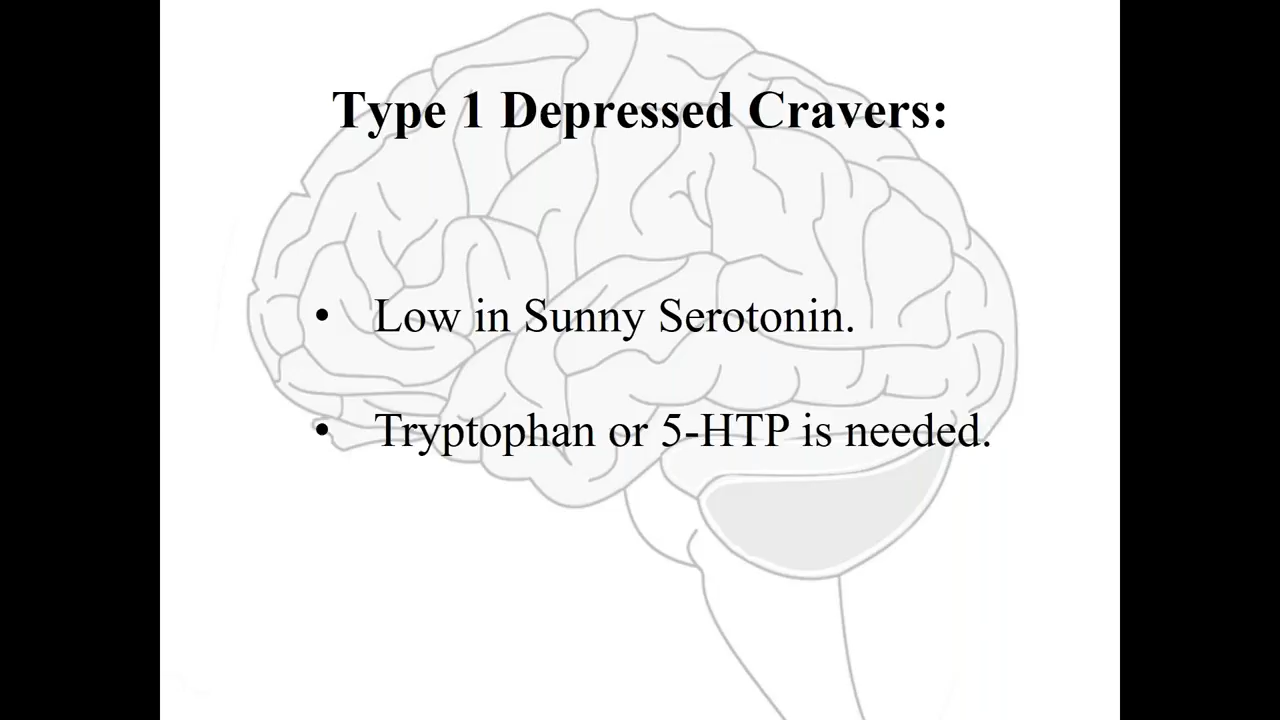 Type 1 Depressed Cravers:
• Low in Sunny Serotonin.
• Tryptophan or 5-HTP is needed.